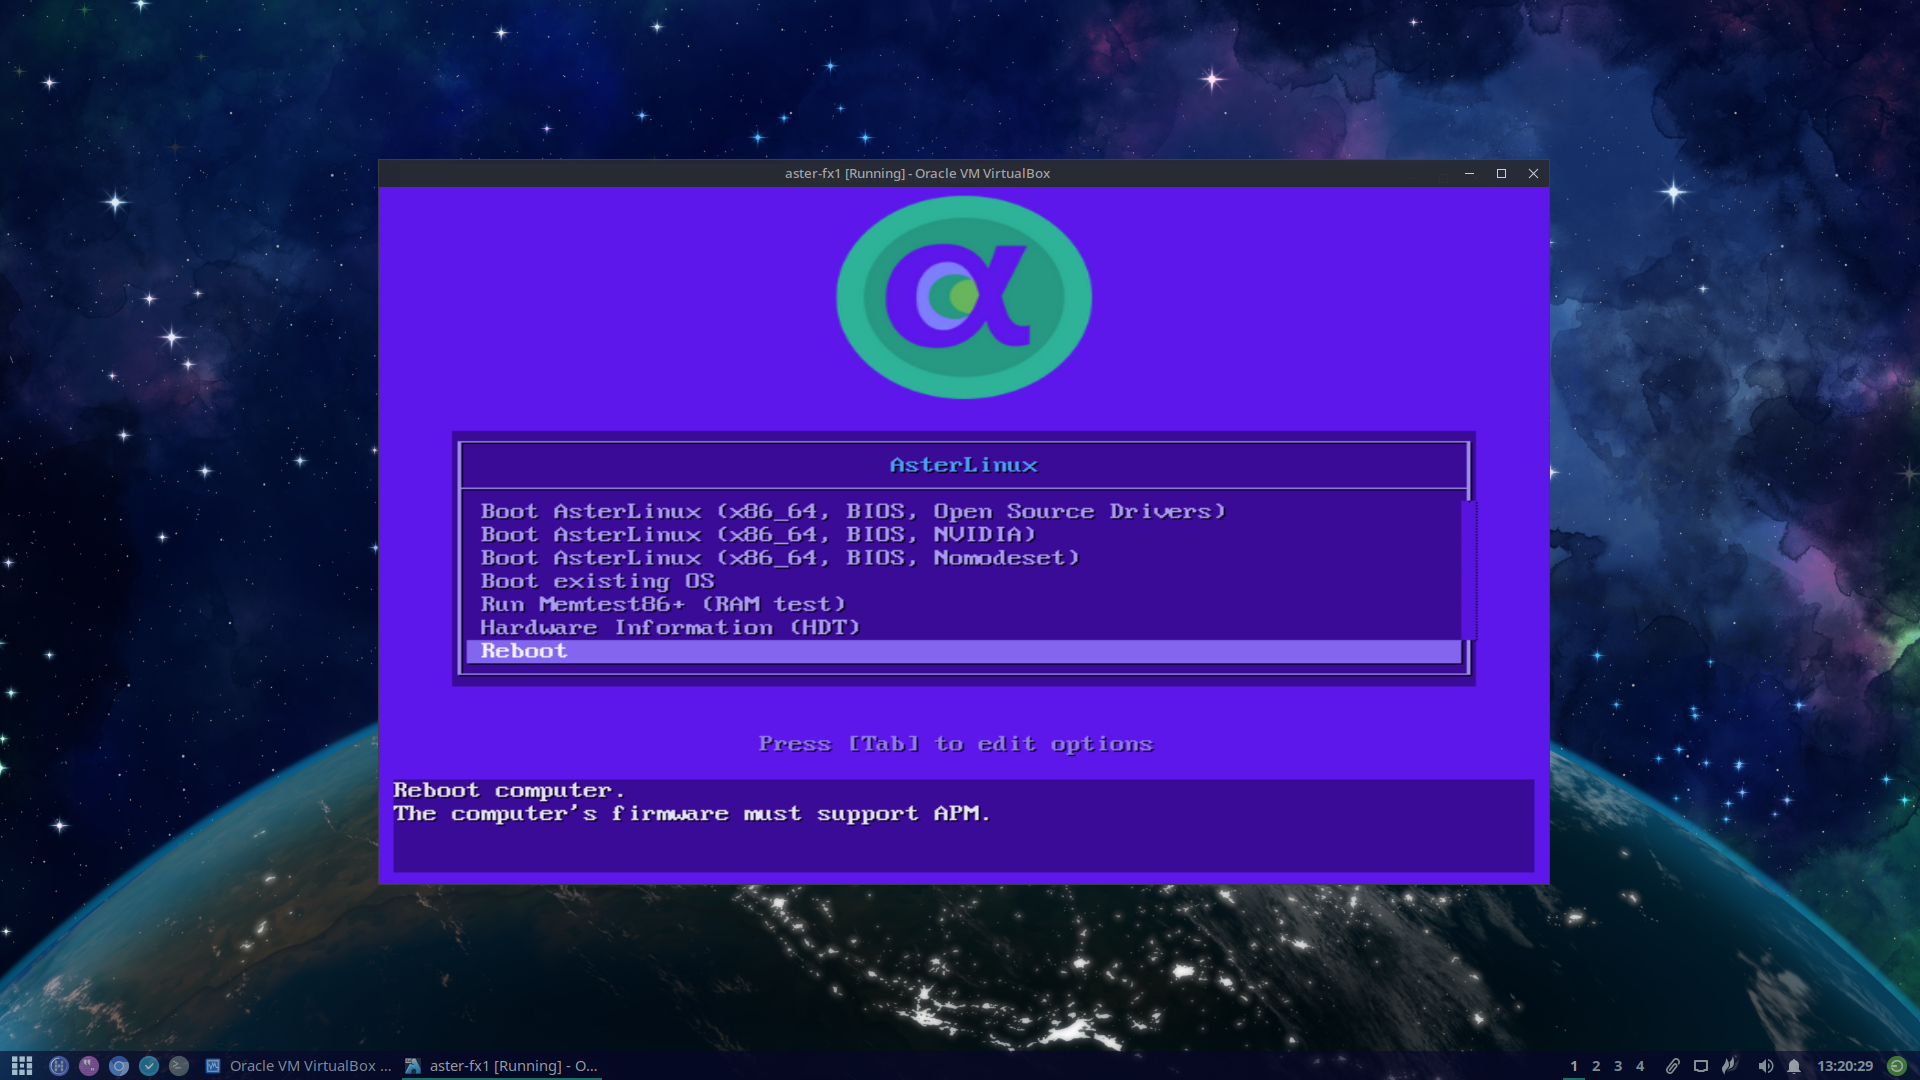 aster-fx1 [Running] - Oracle VM VirtualBox
AsterLinux
Boot AsterLinux (x86_64, BIOS, Open Source Drivers)
Boot AsterLinux (x86_64, BIOS, NVIDIA)
Boot AsterLinux (x86_64, BIOS, Nomodeset)
Boot existing OS
Run Memtest86+ (RAM test)
Hardware Information (HDT)
Reboot
Press [Tab] to edit options
Reboot computer.
The computer's firmware must support APM.
Oracle VM VirtualBox ... aster-fx1 [Running] - O... 1 2 3 4 13:20:29